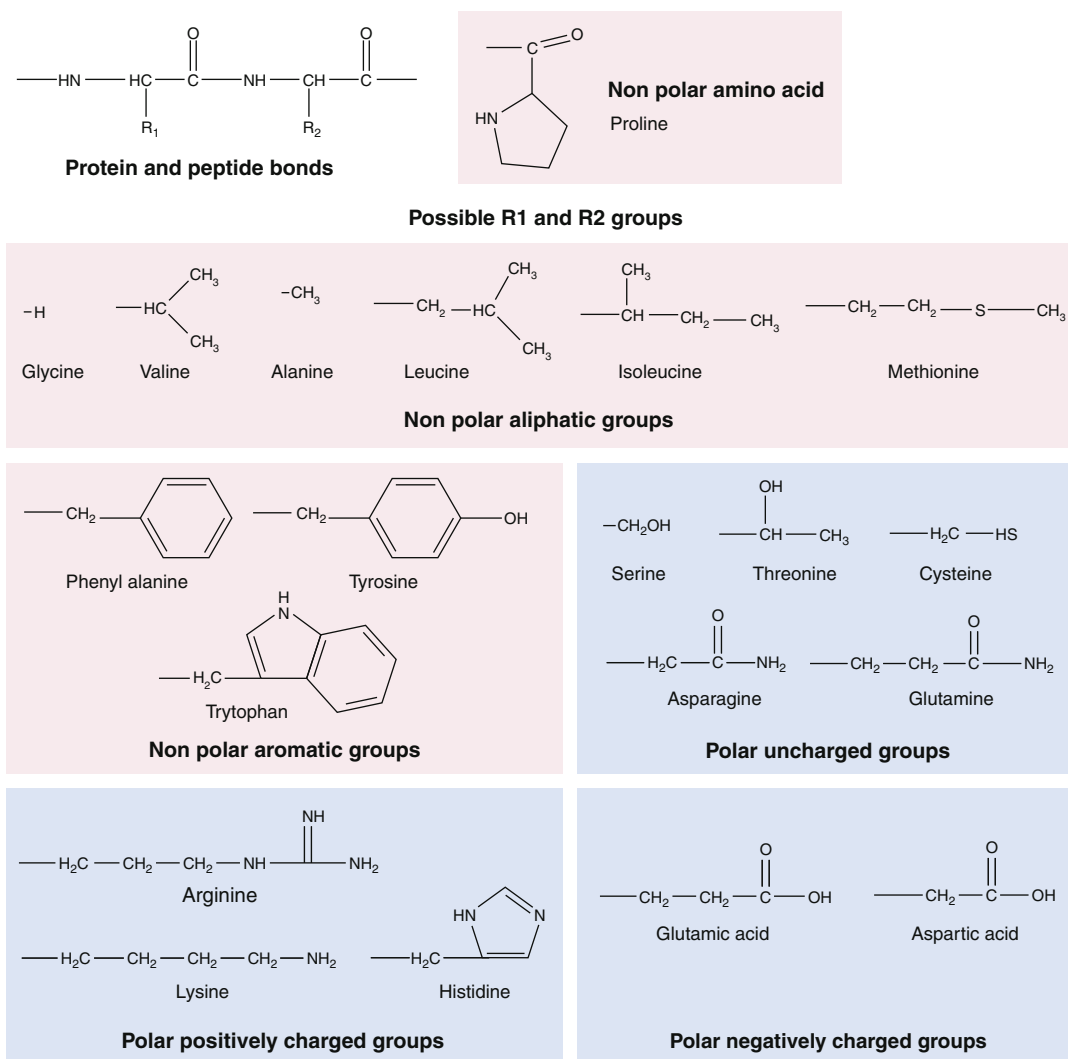 O O
HN HC C NH CH C
R1 R2
Protein and peptide bonds
C O
HN
Non polar amino acid
Proline
Possible R1 and R2 groups
–H
Glycine
CH3
HC
CH3
Valine
–CH3
Alanine
CH3
CH2 HC
CH3
Leucine
CH3
CH CH2 CH3
Isoleucine
CH2 CH2 S CH3
Methionine
Non polar aliphatic groups
CH2
Phenyl alanine
CH2 OH
Tyrosine
H
N
H2C
Trytophan
Non polar aromatic groups
–CH2OH
Serine
OH
CH CH3
Threonine
H2C HS
Cysteine
O
H2C C NH2
Asparagine
O
CH2 CH2 C NH2
Glutamine
Polar uncharged groups
NH
H2C CH2 CH2 NH NH2
Arginine
H2C CH2 CH2 CH2 NH2
Lysine
HN N
H2C
Histidine
Polar positively charged groups
O
CH2 CH2 C OH
Glutamic acid
O
CH2 C OH
Aspartic acid
Polar negatively charged groups